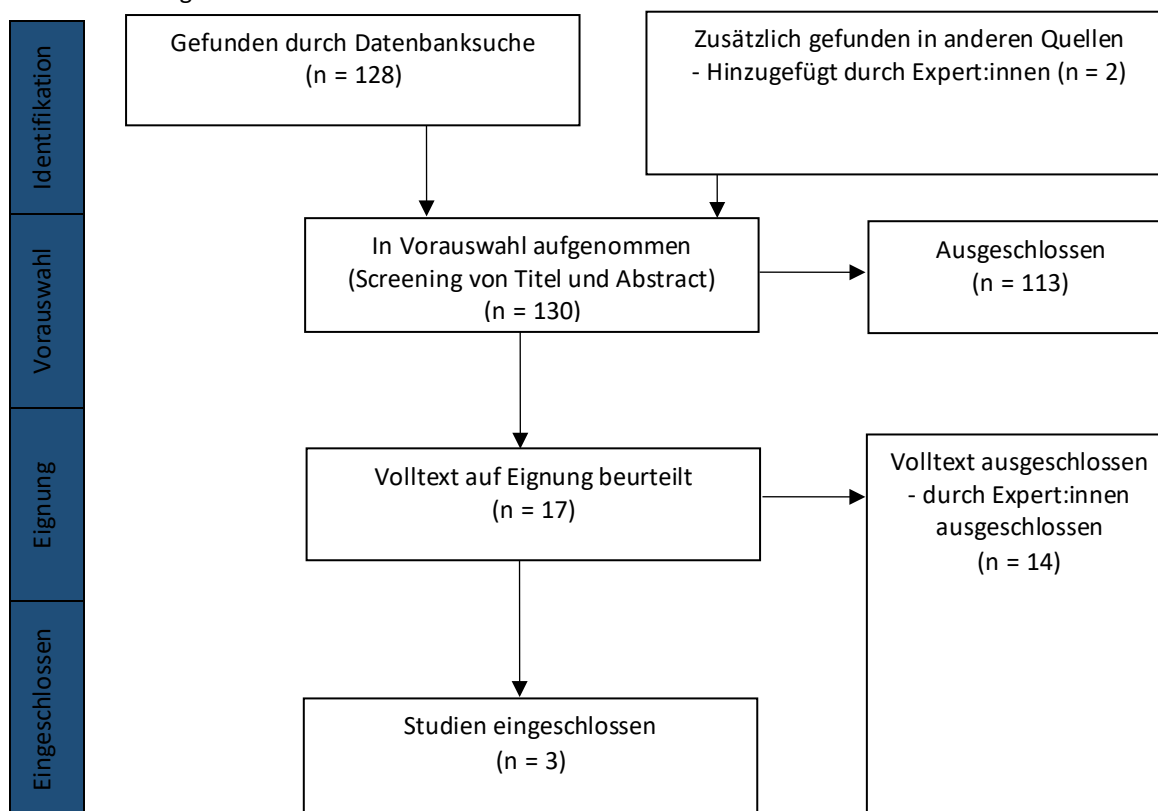 Identifikation
Gefunden durch Datenbanksuche
(n = 128)
Zusätzlich gefunden in anderen Quellen
- Hinzugefügt durch Expert:innen (n = 2)
Vorauswahl
In Vorauswahl aufgenommen
(Screening von Titel und Abstract)
(n = 130)
Ausgeschlossen
(n = 113)
Eignung
Volltext auf Eignung beurteilt
(n = 17)
Volltext ausgeschlossen
- durch Expert:innen
ausgeschlossen
(n = 14)
Eingeschlossen
Studien eingeschlossen
(n = 3)